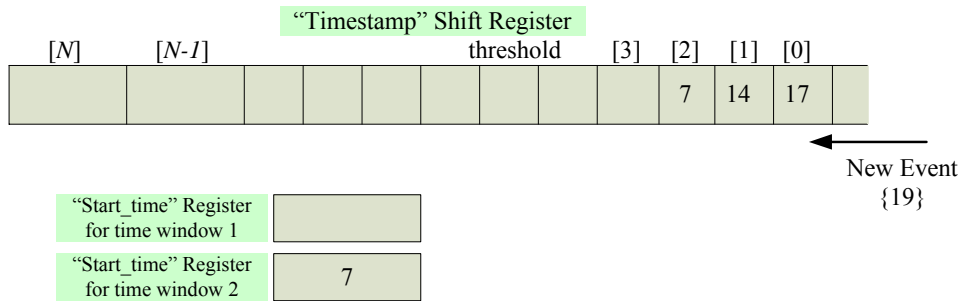 “Timestamp” Shift Register
[N] [N-1] threshold [3] [2] [1] [0]
7 14 17
New Event
{19}
“Start_time” Register
for time window 1
“Start_time” Register
for time window 2
7